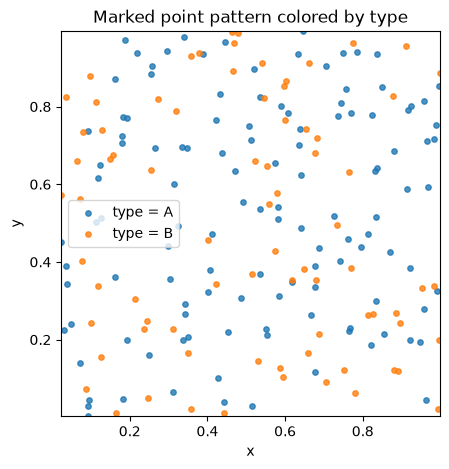 Marked point pattern colored by type
0.8
0.6
0.4
0.2
y
type = A
type = B
0.2 0.4 0.6 0.8
x